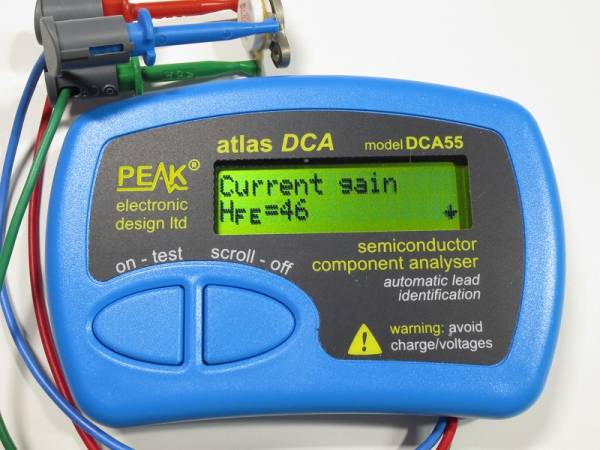 atlas DCA
model DCA55
PEAK®
electronic
design ltd
Current gain
HFE=46
on - test
scroll - off
semiconductor
component analyser
automatic lead
identification
warning: avoid
charge/voltages